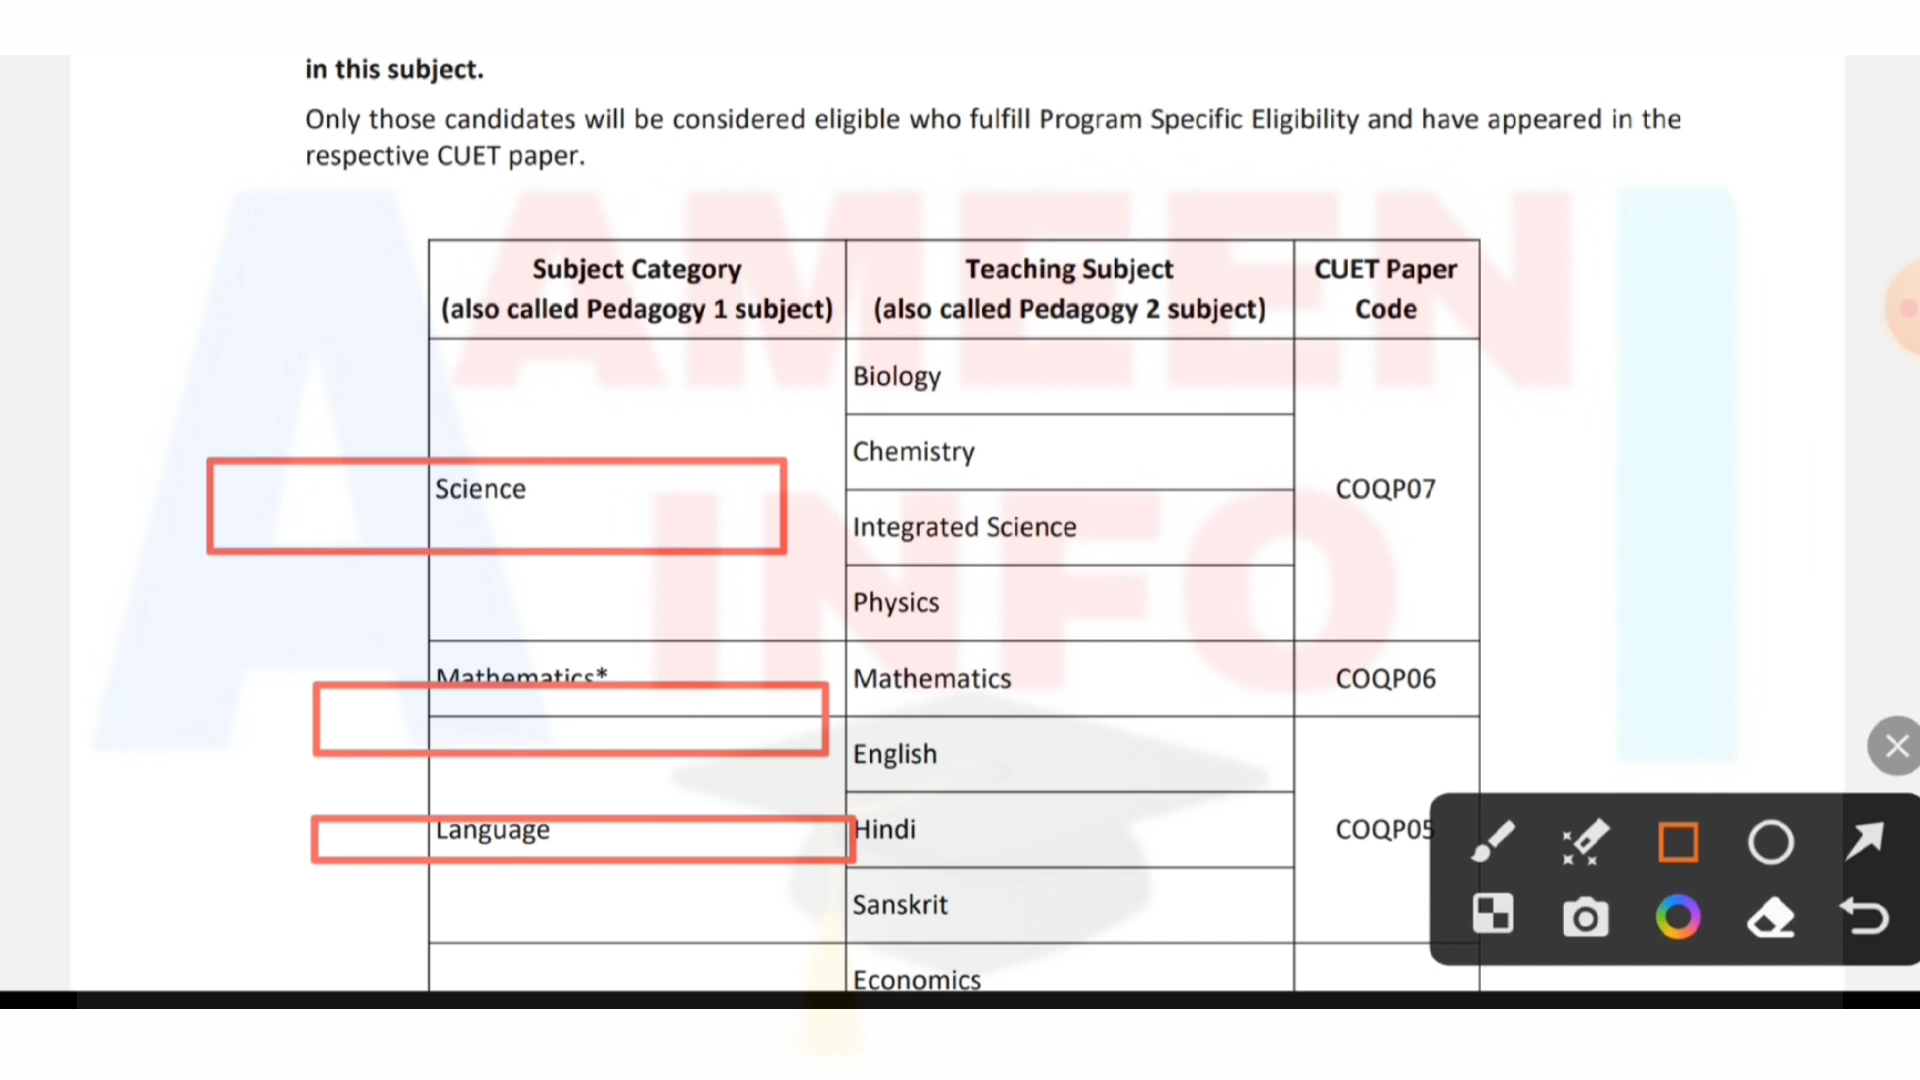 in this subject.
Only those candidates will be considered eligible who fulfill Program Specific Eligibility and have appeared in the
respective CUET paper.
AMEEN
INFO
Subject Category
(also called Pedagogy 1 subject)
Teaching Subject
(also called Pedagogy 2 subject)
CUET Paper
Code
Science
Biology
Chemistry
Integrated Science
Physics
COQP07
Mathematics*
Mathematics
COQP06
Language
English
Hindi
Sanskrit
COQP05
Economics